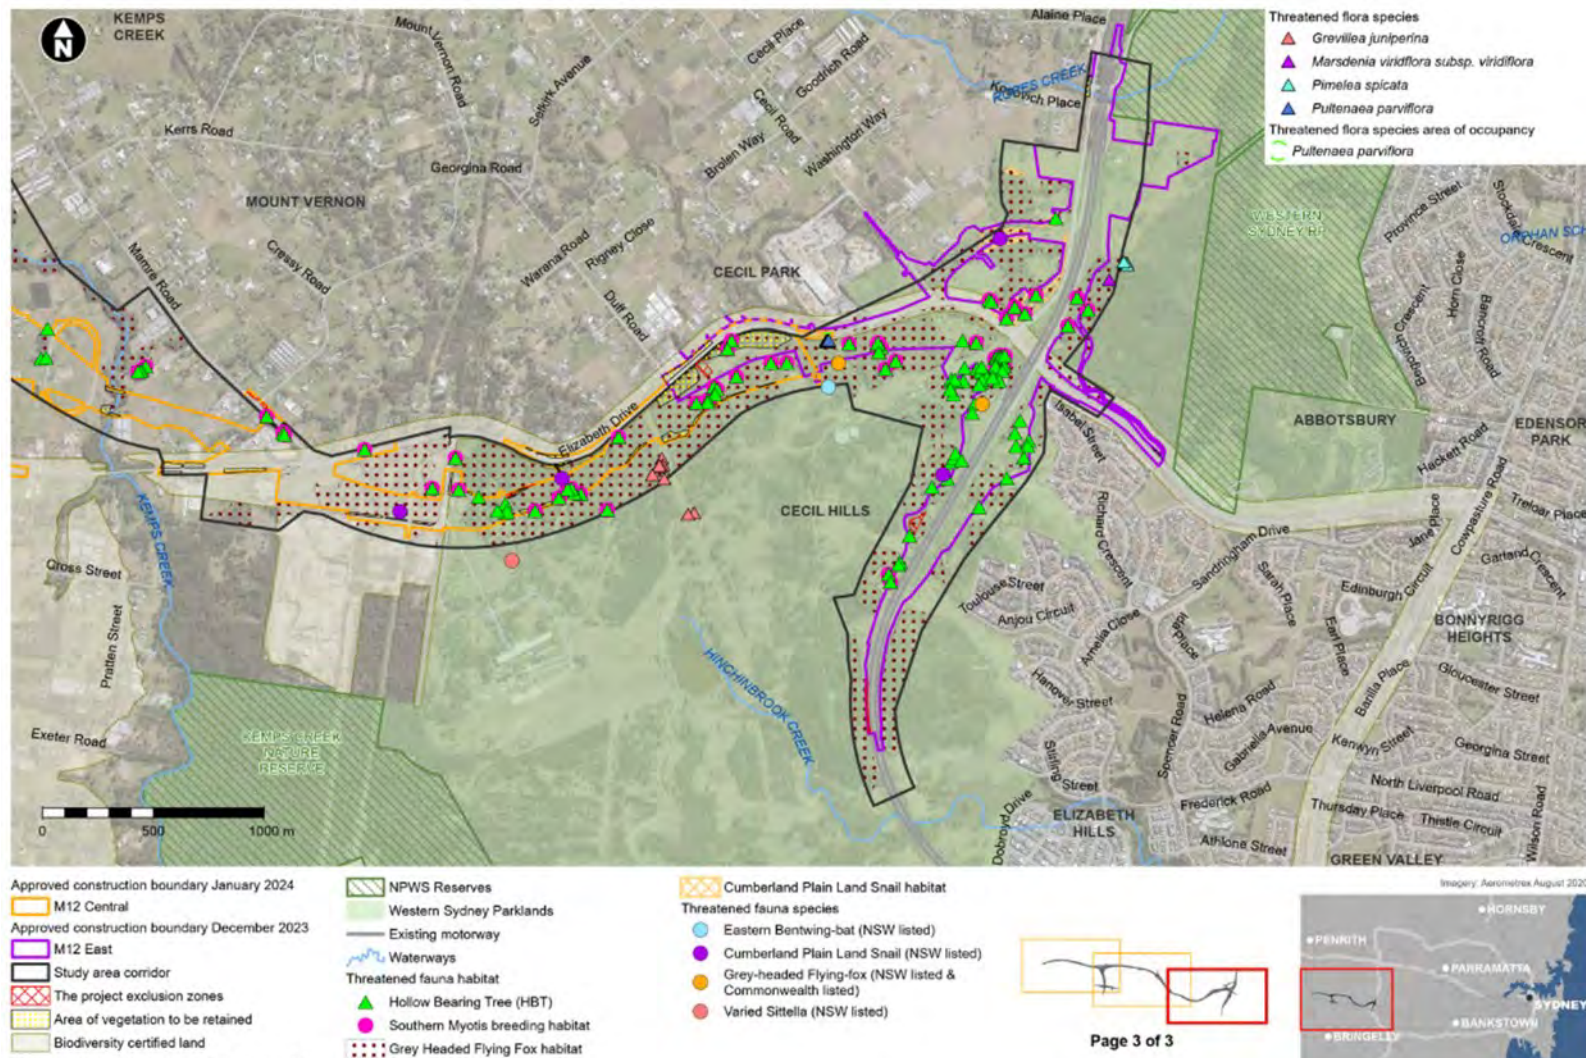 KEMPS
CREEK
N
Mount Vernon Road
Selkirk Avenue
Cecil Place
Goodrich Road
Cecil Road
Washington Way
Brolen Way
Kerrs Road
Georgina Road
MOUNT VERNON
Alaine Place
ROPES CREEK
Kosovich Place
Mamre Road
Cressy Road
Warana Road
Rigney Close
Duff Road
CECIL PARK
WESTERN
SYDNEY RP
Province Street
Stockdale Crescent
ORPHAN SCH
Horn Close
Bancroft Road
Begovich Crescent
Elizabeth Drive
Isabel Street
ABBOTSBURY
EDENSOR
PARK
Hackett Road
KEMPS CREEK
CECIL HILLS
Richard Crescent
Sandringham Drive
Jane Place
Cowpasture Road
Treloar Place
Garland Crescent
Cross Street
Pratten Street
Toulouse Street
Anjou Circuit
Amelia Close
Sarah Place
Edinburgh Circuit
Earl Place
BONNYRIGG
HEIGHTS
HINCHINBROOK CREEK
Hanover Street
Spencer Road
Helena Road
Gabriella Avenue
Barilla Place
Gloucester Street
Exeter Road
KEMPS CREEK
NATURE
RESERVE
Stirling Street
Kanwyn Street
Georgina Street
North Liverpool Road
Frederick Road
Thursday Place
Thistle Circuit
Wilson Road
Dobroyd Drive
ELIZABETH
HILLS
Athlone Street
GREEN VALLEY
0 500 1000 m
Threatened flora species
Grevillea juniperina
Marsdenia viridflora subsp. viridiflora
Pimelea spicata
Pultenaea parviflora
Threatened flora species area of occupancy
Pultenaea parviflora
Approved construction boundary January 2024
M12 Central
Approved construction boundary December 2023
M12 East
Study area corridor
The project exclusion zones
Area of vegetation to be retained
Biodiversity certified land
NPWS Reserves
Western Sydney Parklands
Existing motorway
Waterways
Threatened fauna habitat
Hollow Bearing Tree (HBT)
Southern Myotis breeding habitat
Grey Headed Flying Fox habitat
Cumberland Plain Land Snail habitat
Threatened fauna species
Eastern Bentwing-bat (NSW listed)
Cumberland Plain Land Snail (NSW listed)
Grey-headed Flying-fox (NSW listed &
Commonwealth listed)
Varied Sittella (NSW listed)
Page 3 of 3
Imagery: Aerometrex August 2020
HORNSBY
PENRITH
PARRAMATTA
SYDNEY
BANKSTOWN
BRINGELLY